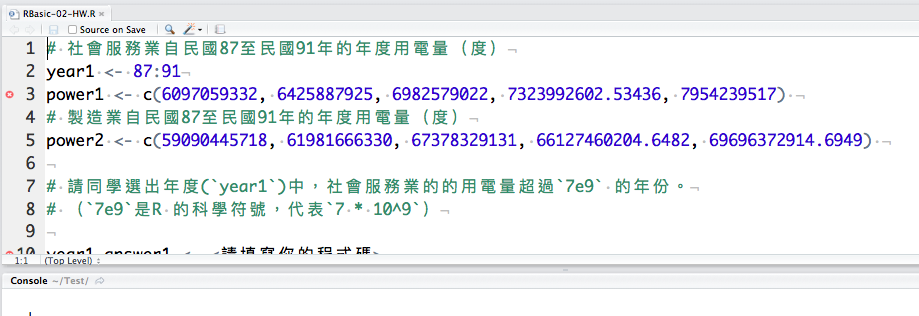 RBasic-02-HW.R
Source on Save
1 # 社會服務業自民國87至民國91年的年度用電量（度）
2 year1 <- 87:91
3 power1 <- c(6097059332, 6425887925, 6982579022, 7323992602.53436, 7954239517)
4 # 製造業自民國87至民國91年的年度用電量（度）
5 power2 <- c(59090445718, 61981666330, 67378329131, 66127460204.6482, 69696372914.6949)
6
7 # 請同學選出年度(`year1`)中，社會服務業的的用電量超過`7e9` 的年份。
8 # （`7e9`是R 的科學符號，代表`7 * 10^9`）
9
10 year1.answer1 <- <請填寫你的程式碼>
1:1 (Top Level)
Console ~/Test/